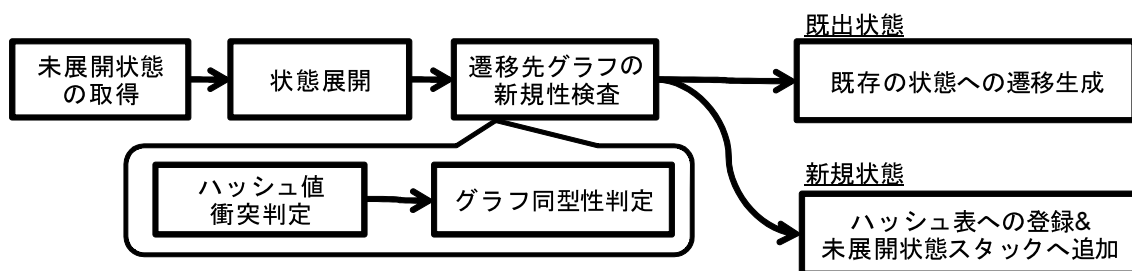 未展開状態
の取得
状態展開
遷移先グラフの
新規性検査
既出状態
既存の状態への遷移生成
ハッシュ値
衝突判定
グラフ同型性判定
新規状態
ハッシュ表への登録&
未展開状態スタックへ追加